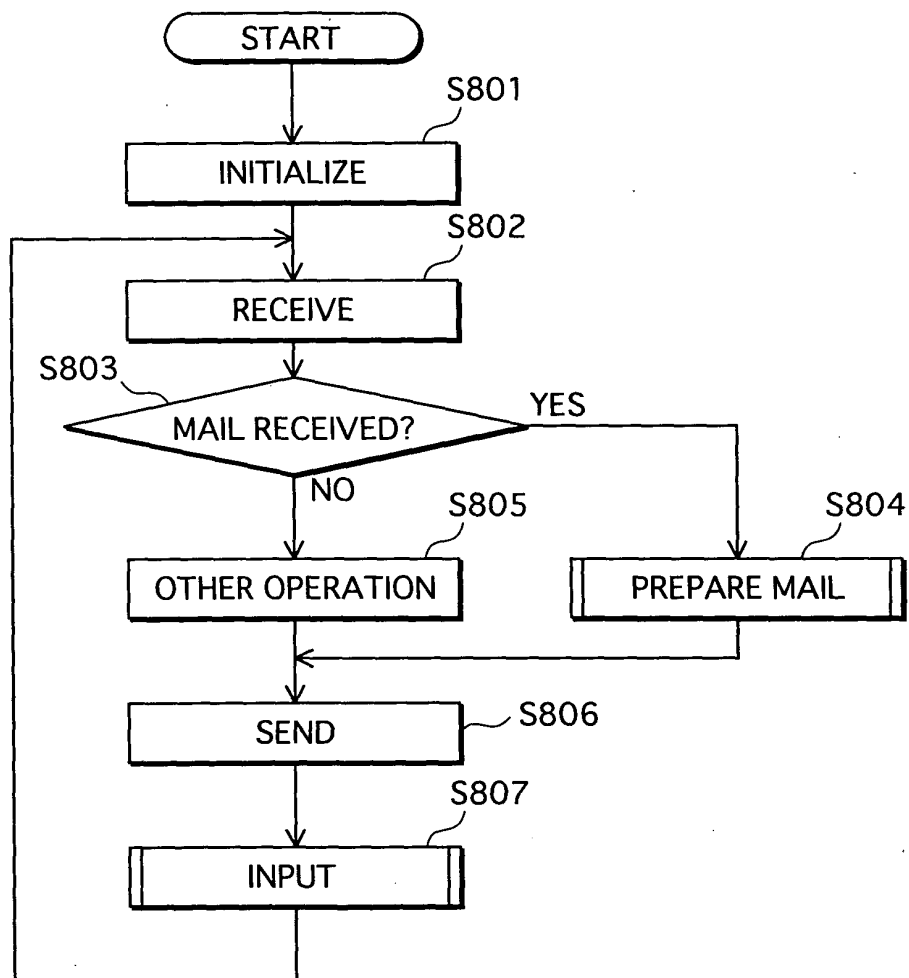 START
S801
INITIALIZE
S802
RECEIVE
S803
MAIL RECEIVED?
YES
NO
S805
S804
OTHER OPERATION
PREPARE MAIL
SEND
S806
S807
INPUT